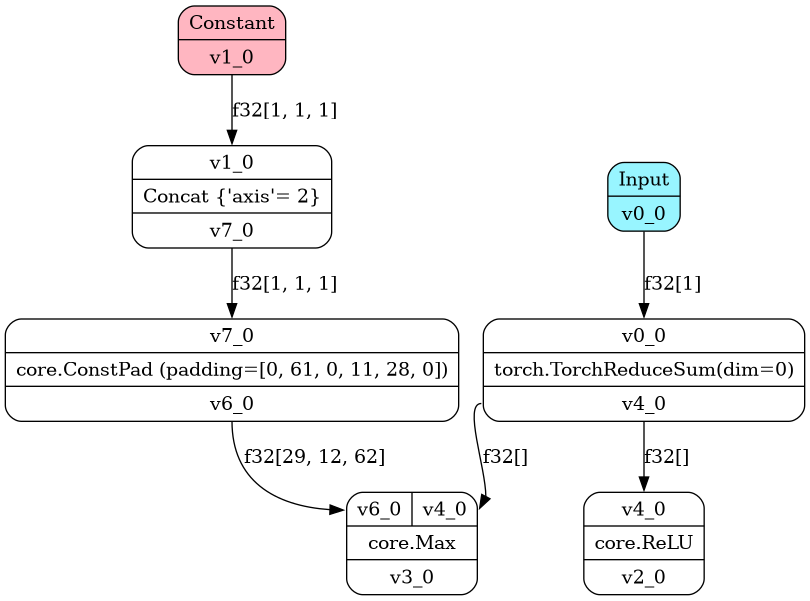 Constant
v1_0
f32[1, 1, 1]
v1_0
Concat {'axis'= 2}
v7_0
Input
v0_0
f32[1, 1, 1]
f32[1]
v7_0
core.ConstPad (padding=[0, 61, 0, 11, 28, 0])
v6_0
v0_0
torch.TorchReduceSum(dim=0)
v4_0
f32[29, 12, 62]
f32[]
f32[]
v6_0 v4_0
core.Max
v3_0
v4_0
core.ReLU
v2_0